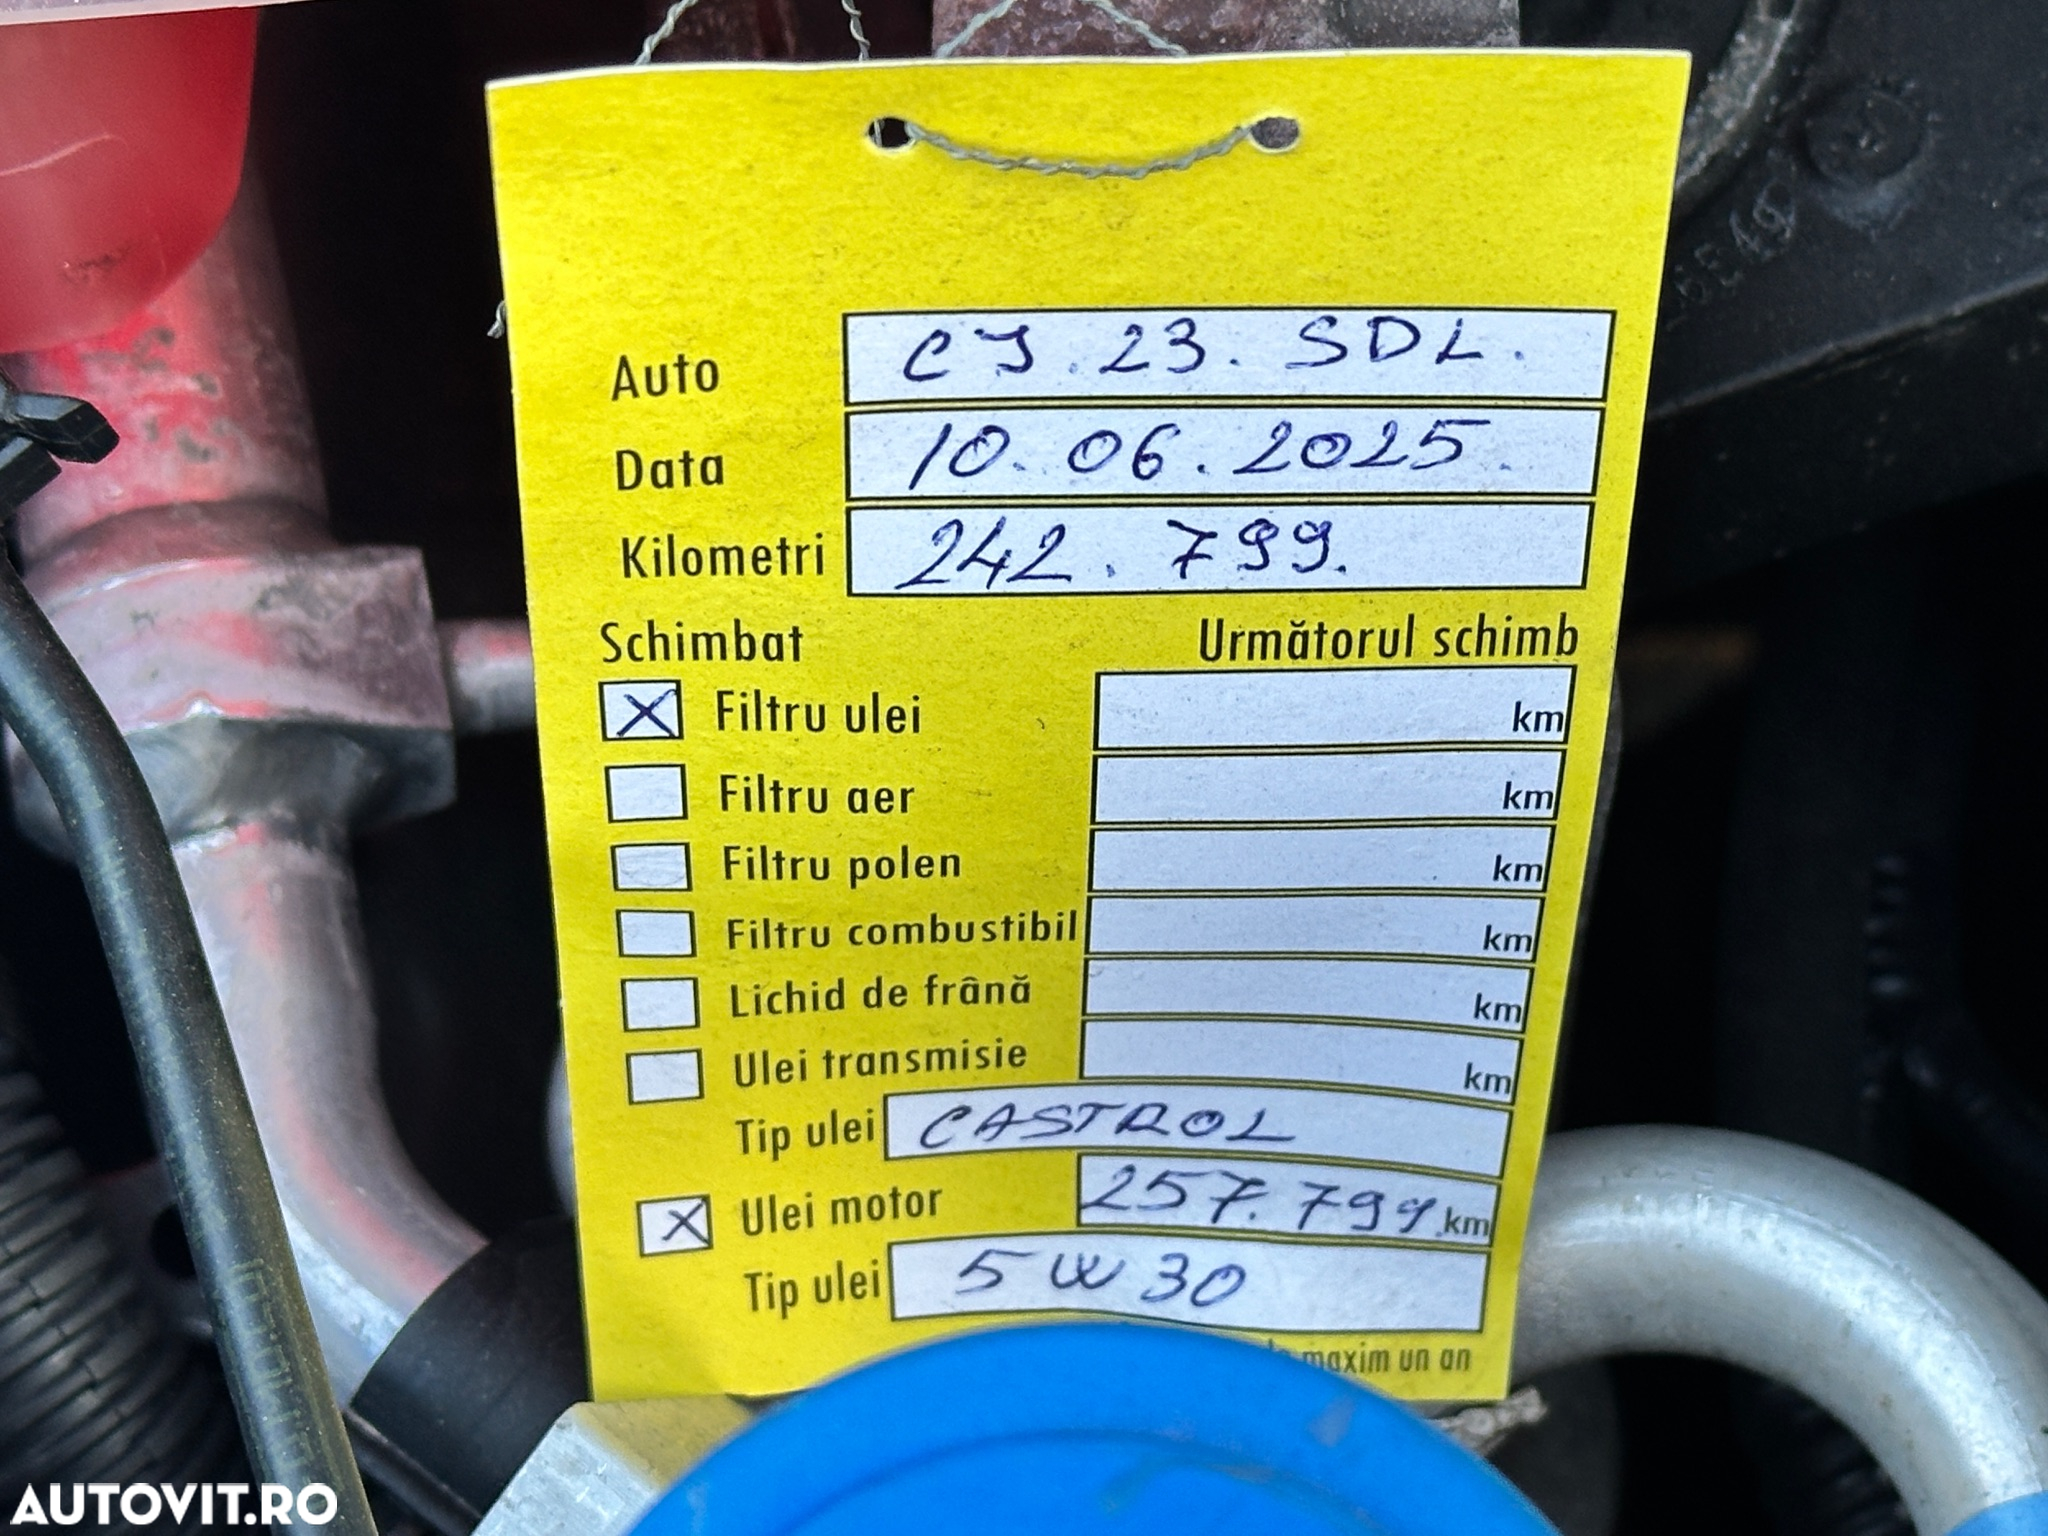 Auto CJ. 23. SDL.
Data 10. 06. 2025.
Kilometri 242. 799.
Schimbat Următorul schimb
X Filtru ulei km
Filtru aer km
Filtru polen km
Filtru combustibil km
Lichid de frână km
Ulei transmisie km
Tip ulei CASTROL
X Ulei motor 257. 799. km
Tip ulei 5W30
maxim un an
AUTOVIT.RO